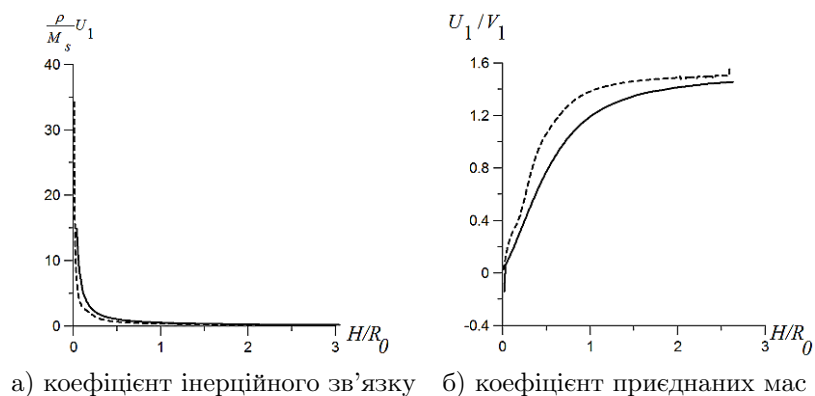 ρ/M_s U_1
40
30
20
10
0
0 1 2 3
H/R_0
а) коефіцієнт інерційного зв’язку
U_1/V_1
1.6
1.2
0.8
0.4
0
-0.4
0 1 2 3
H/R_0
б) коефіцієнт приєднаних мас